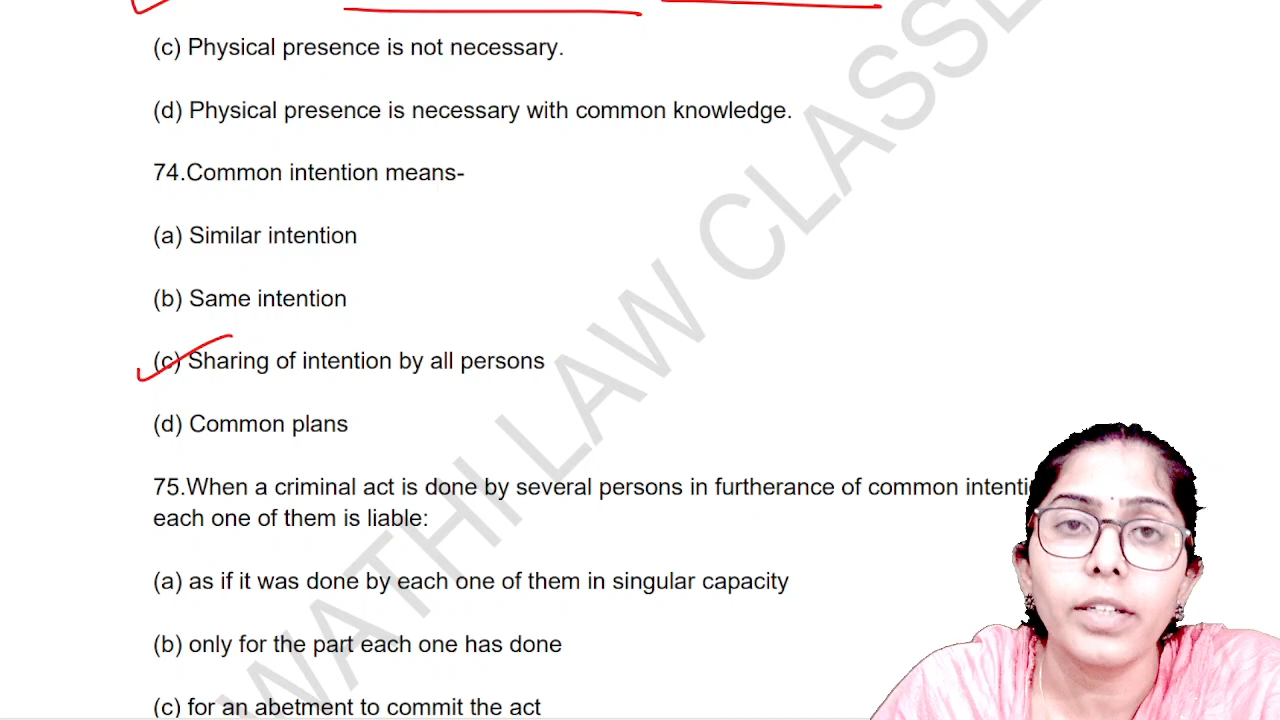 (c) Physical presence is not necessary.
(d) Physical presence is necessary with common knowledge.
74.Common intention means-
(a) Similar intention
(b) Same intention
(c) Sharing of intention by all persons
(d) Common plans
75.When a criminal act is done by several persons in furtherance of common
each one of them is liable:
(a) as if it was done by each one of them in singular capacity
(b) only for the part each one has done
(c) for an abetment to commit the act
WATHI LAW CLASSE